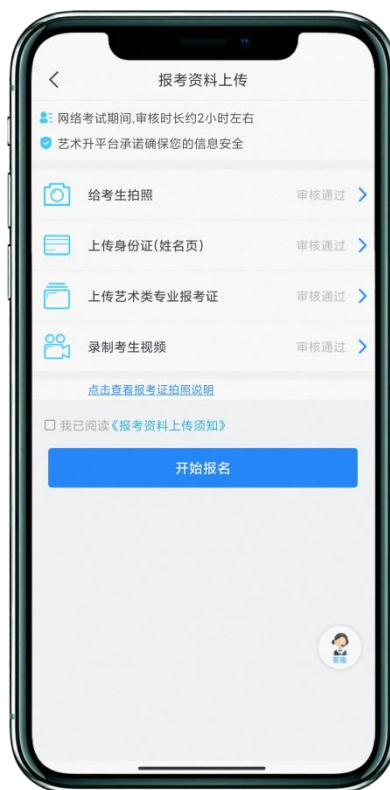 报考资料上传
网络考试期间,审核时长约2小时左右
艺术升平台承诺确保您的信息安全
给考生拍照 审核通过
上传身份证(姓名页) 审核通过
上传艺术类专业报考证 审核通过
录制考生视频 审核通过
点击查看报考证拍照说明
我已阅读《报考资料上传须知》
开始报名
客服